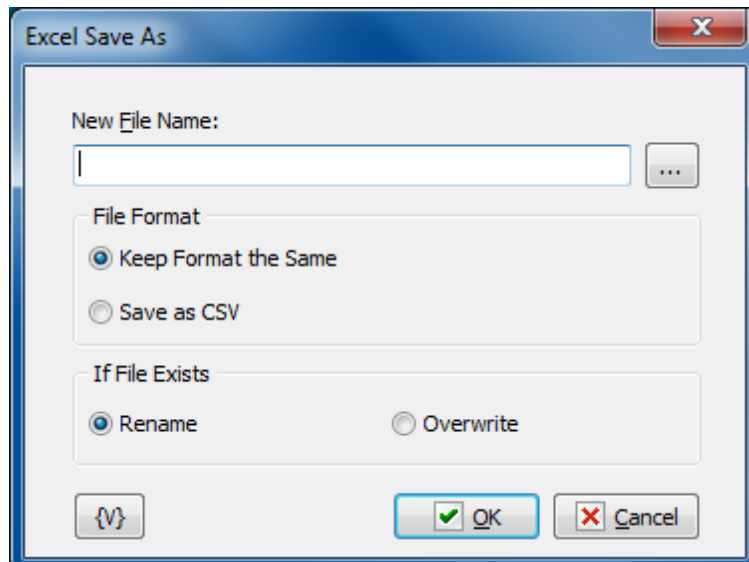 Excel Save As
New File Name:
...
File Format
Keep Format the Same
Save as CSV
If File Exists
Rename Overwrite
{V} OK Cancel